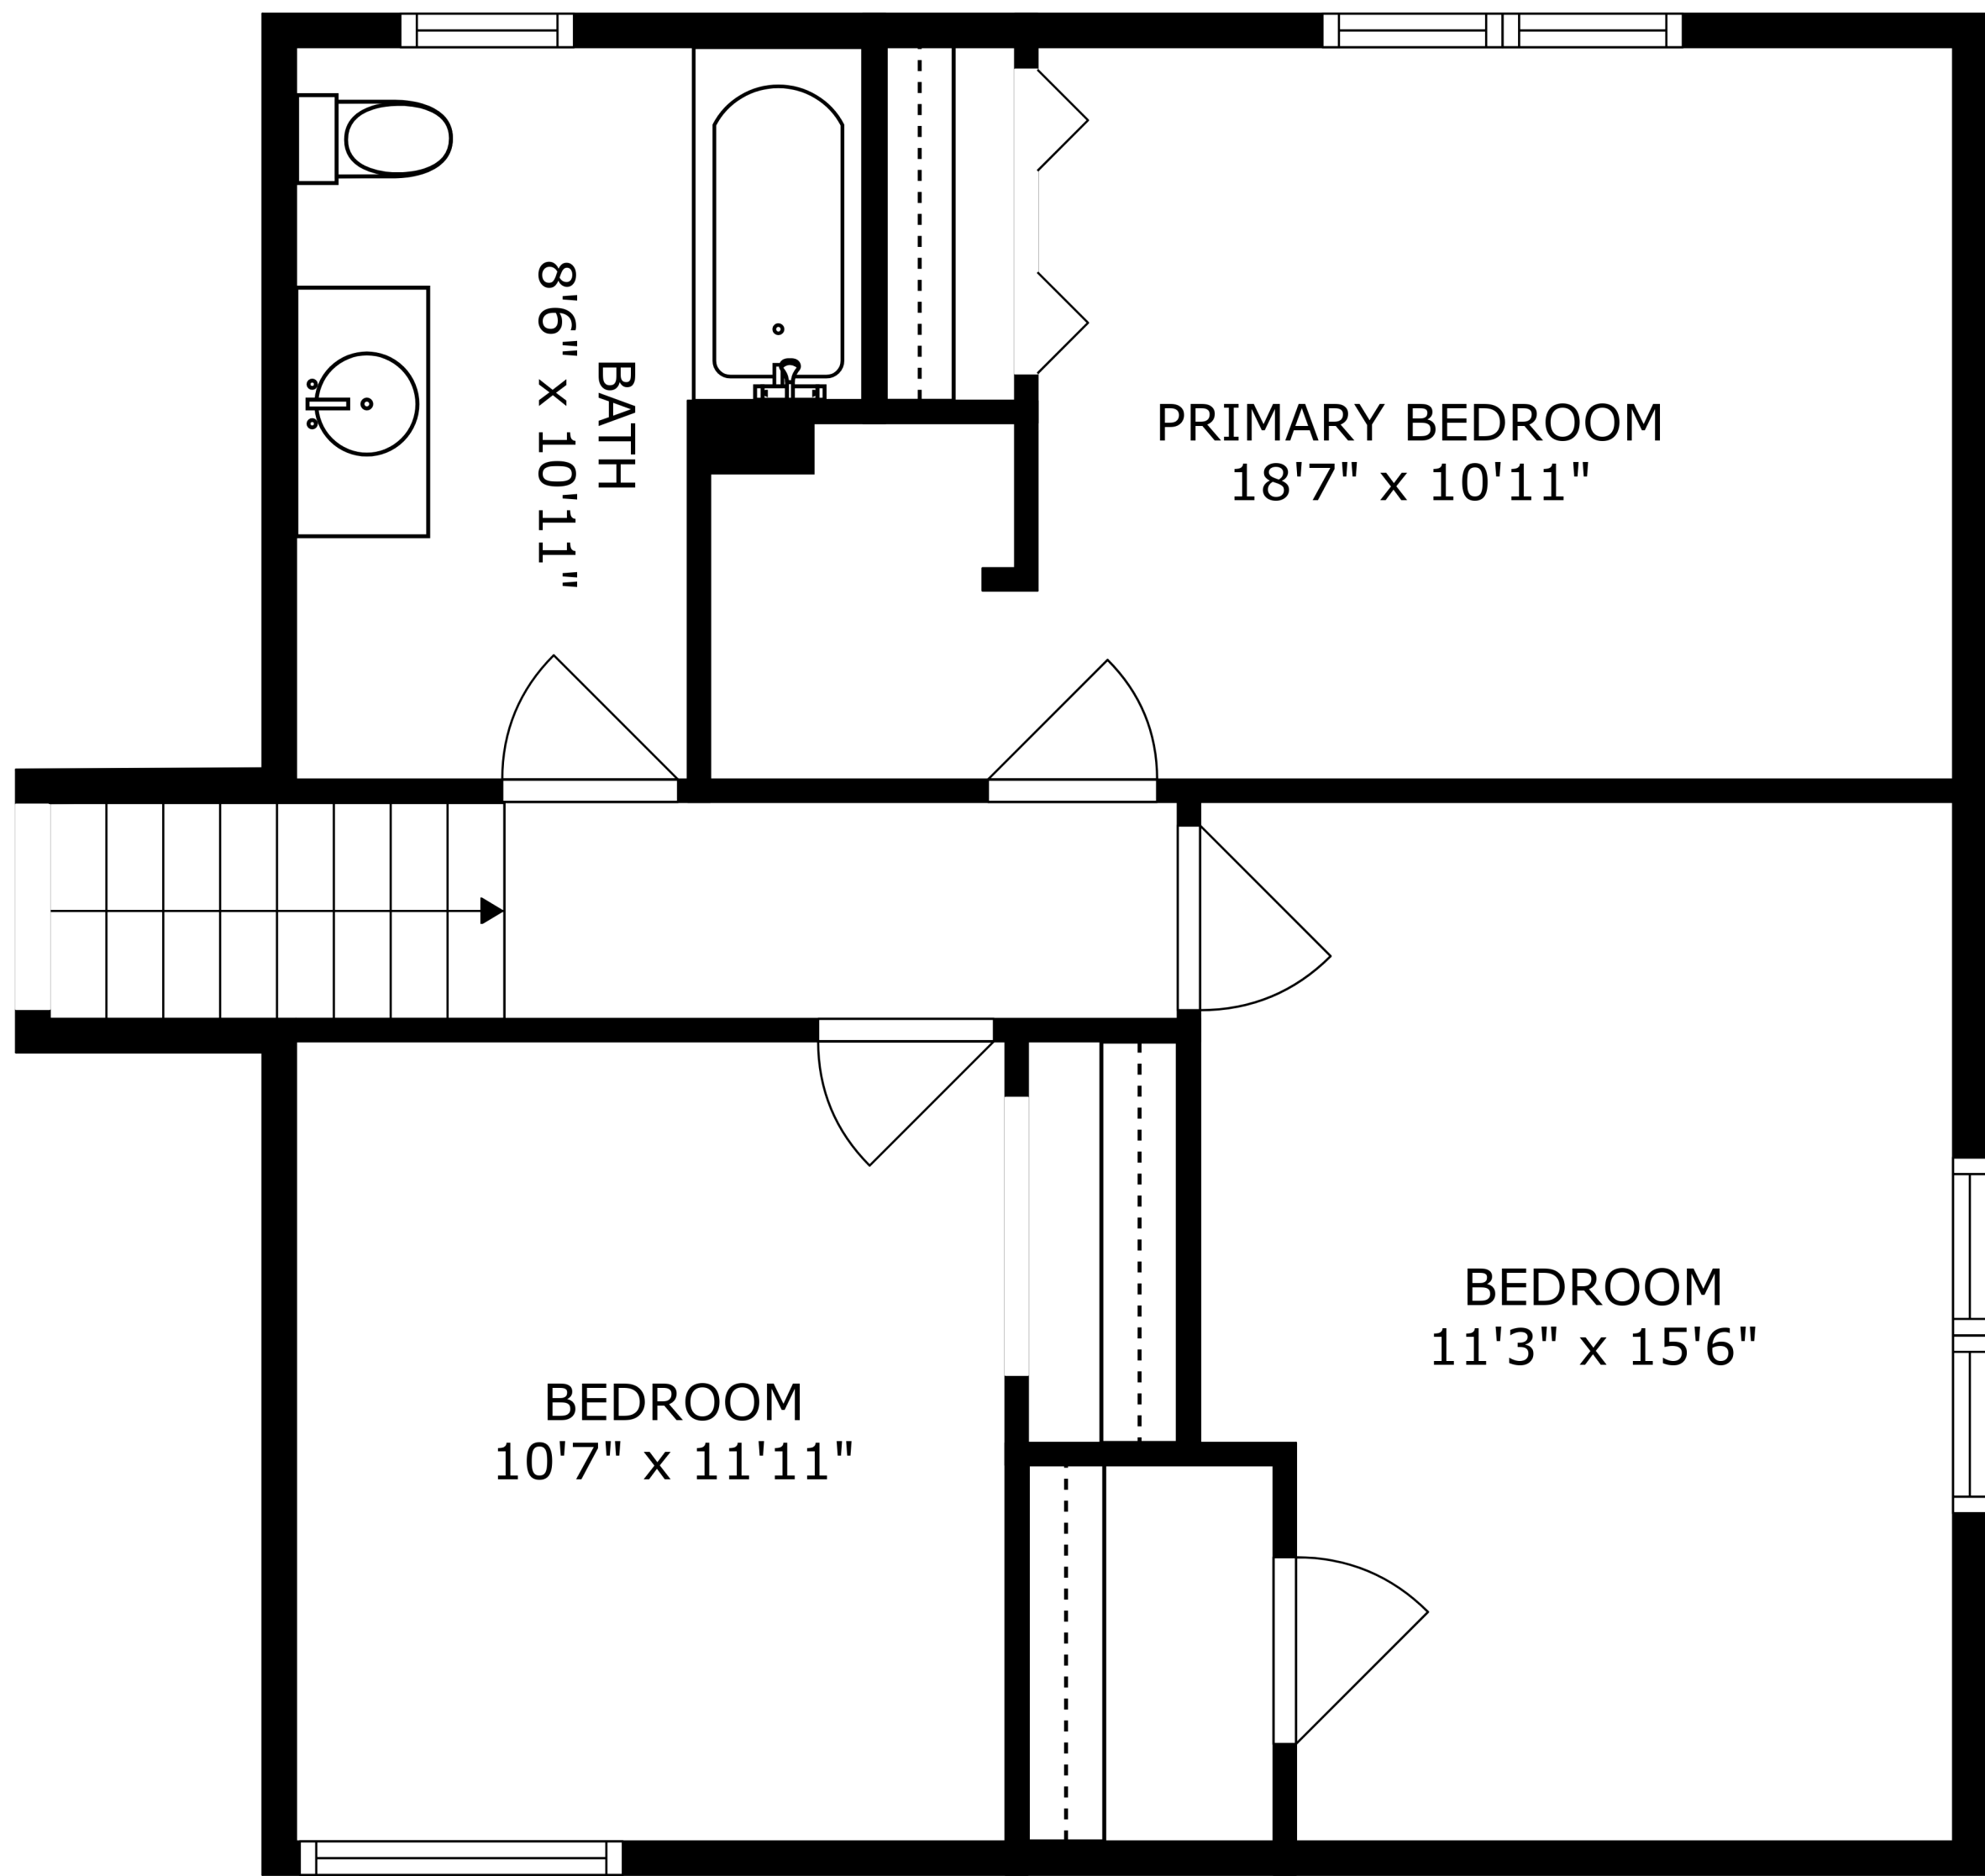 BATH
8'6" x 10'11"
PRIMARY BEDROOM
18'7" x 10'11"
BEDROOM
11'3" x 15'6"
BEDROOM
10'7" x 11'11"